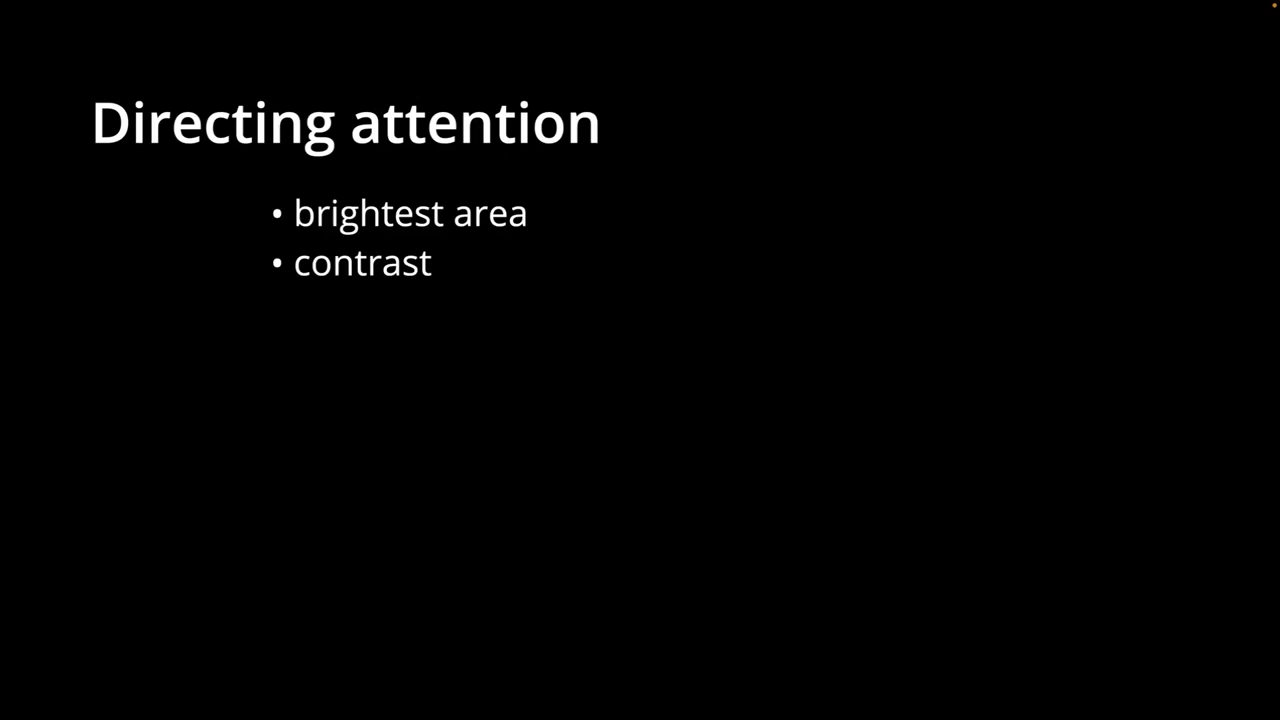 Directing attention
• brightest area
• contrast